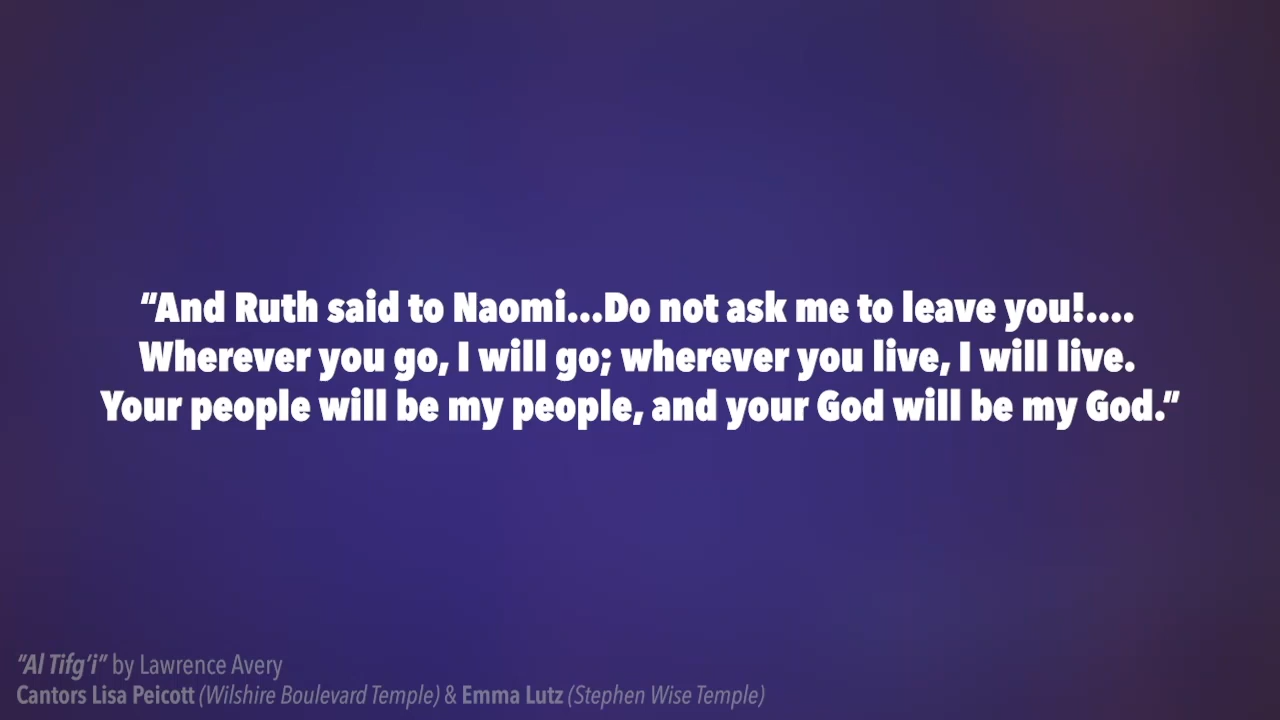 “And Ruth said to Naomi...Do not ask me to leave you!....
Wherever you go, I will go; wherever you live, I will live.
Your people will be my people, and your God will be my God.”
“Al Tifg’i” by Lawrence Avery
Cantors Lisa Peicott (Wilshire Boulevard Temple) & Emma Lutz (Stephen Wise Temple)